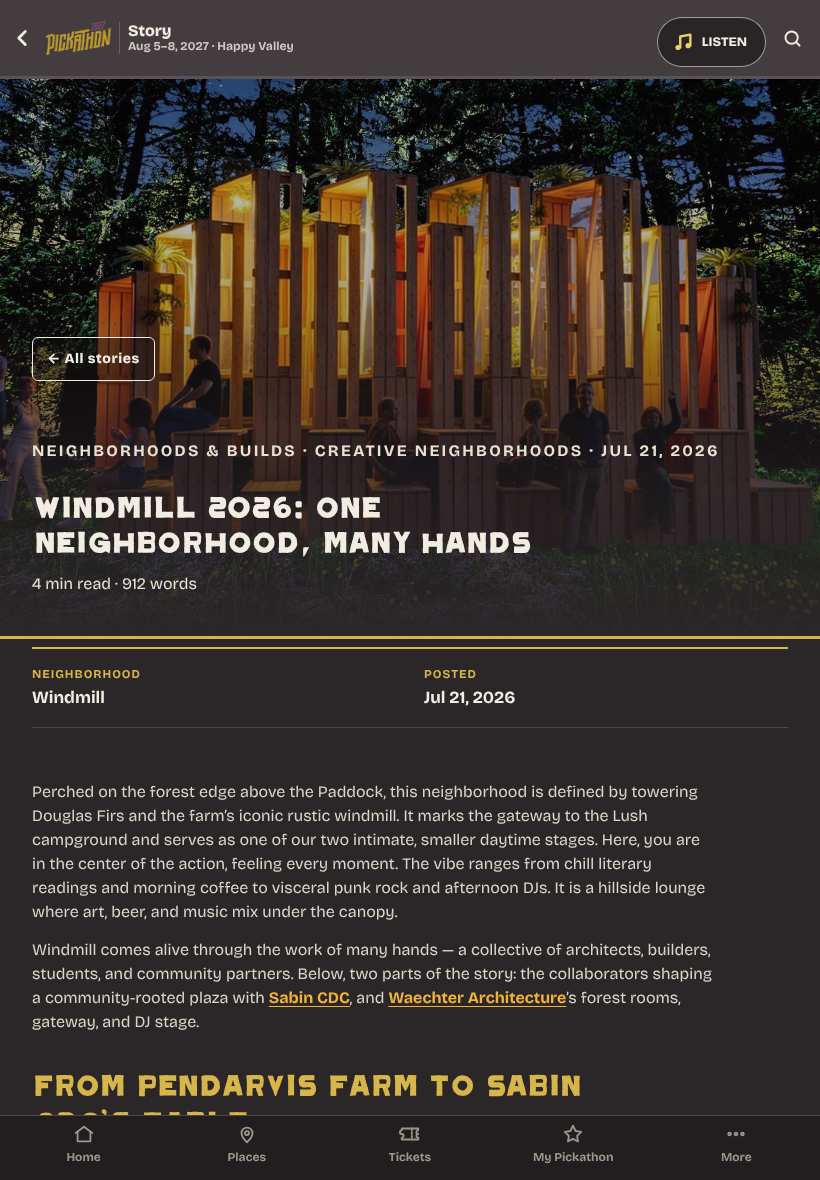 PICKATHON
Story
Aug 5–8, 2027 · Happy Valley
LISTEN
← All stories
NEIGHBORHOODS & BUILDS · CREATIVE NEIGHBORHOODS · JUL 21, 2026
WINDMILL 2026: ONE
NEIGHBORHOOD, MANY HANDS
4 min read · 912 words
NEIGHBORHOOD
Windmill
POSTED
Jul 21, 2026
Perched on the forest edge above the Paddock, this neighborhood is defined by towering
Douglas Firs and the farm's iconic rustic windmill. It marks the gateway to the Lush
campground and serves as one of our two intimate, smaller daytime stages. Here, you are
in the center of the action, feeling every moment. The vibe ranges from chill literary
readings and morning coffee to visceral punk rock and afternoon DJs. It is a hillside lounge
where art, beer, and music mix under the canopy.
Windmill comes alive through the work of many hands — a collective of architects, builders,
students, and community partners. Below, two parts of the story: the collaborators shaping
a community-rooted plaza with Sabin CDC, and Waechter Architecture's forest rooms,
gateway, and DJ stage.
FROM PENDARVIS FARM TO SABIN
Home
Places
Tickets
My Pickathon
More